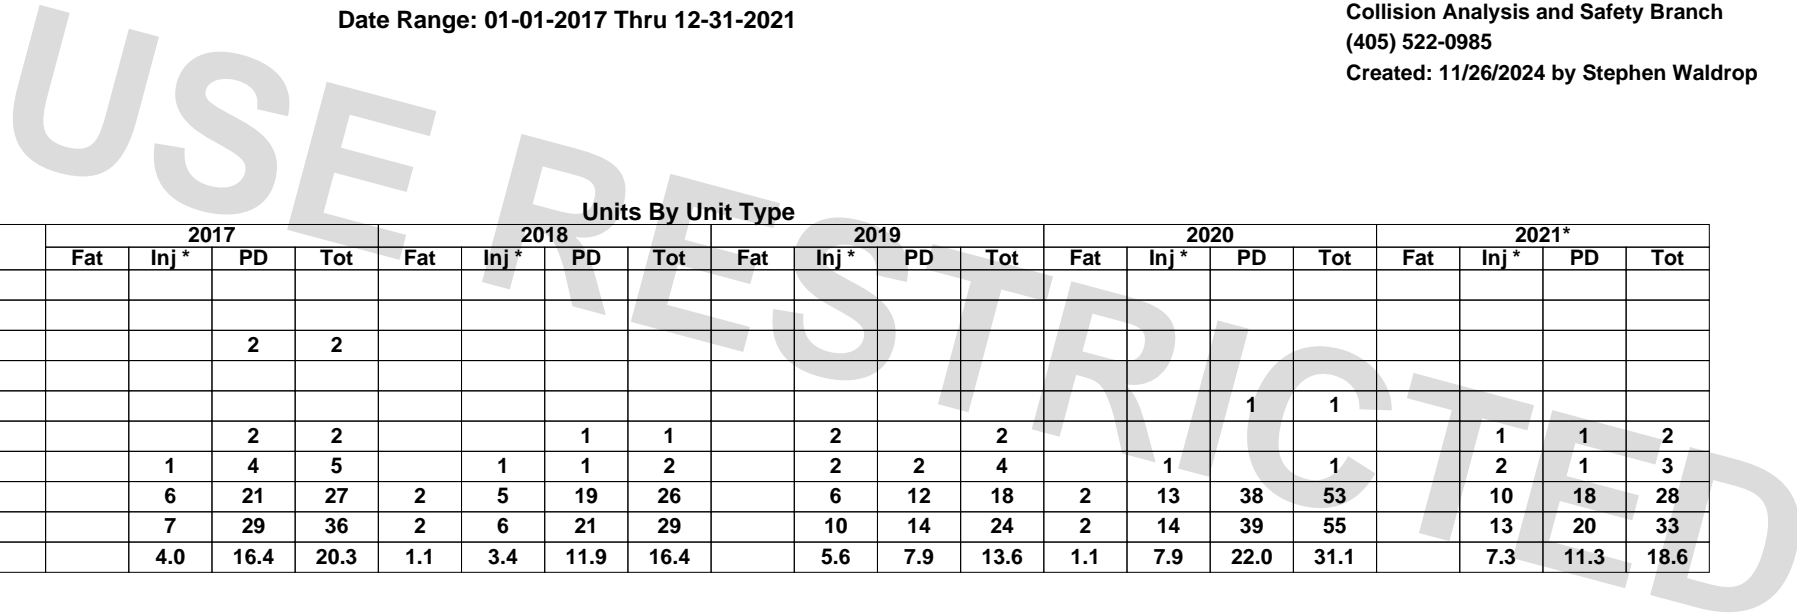 Date Range: 01-01-2017 Thru 12-31-2021
Collision Analysis and Safety Branch
(405) 522-0985
Created: 11/26/2024 by Stephen Waldrop
USE RESTRICTED
Units By Unit Type
2017 2018 2019 2020 2021*
Fat Inj * PD Tot Fat Inj * PD Tot Fat Inj * PD Tot Fat Inj * PD Tot Fat Inj * PD Tot
2 2
1 1
2 2 1 1 2 2 1 1 2
1 4 5 1 1 2 2 2 4 1 1 2 1 3
6 21 27 2 5 19 26 6 12 18 2 13 38 53 10 18 28
7 29 36 2 6 21 29 10 14 24 2 14 39 55 13 20 33
4.0 16.4 20.3 1.1 3.4 11.9 16.4 5.6 7.9 13.6 1.1 7.9 22.0 31.1 7.3 11.3 18.6